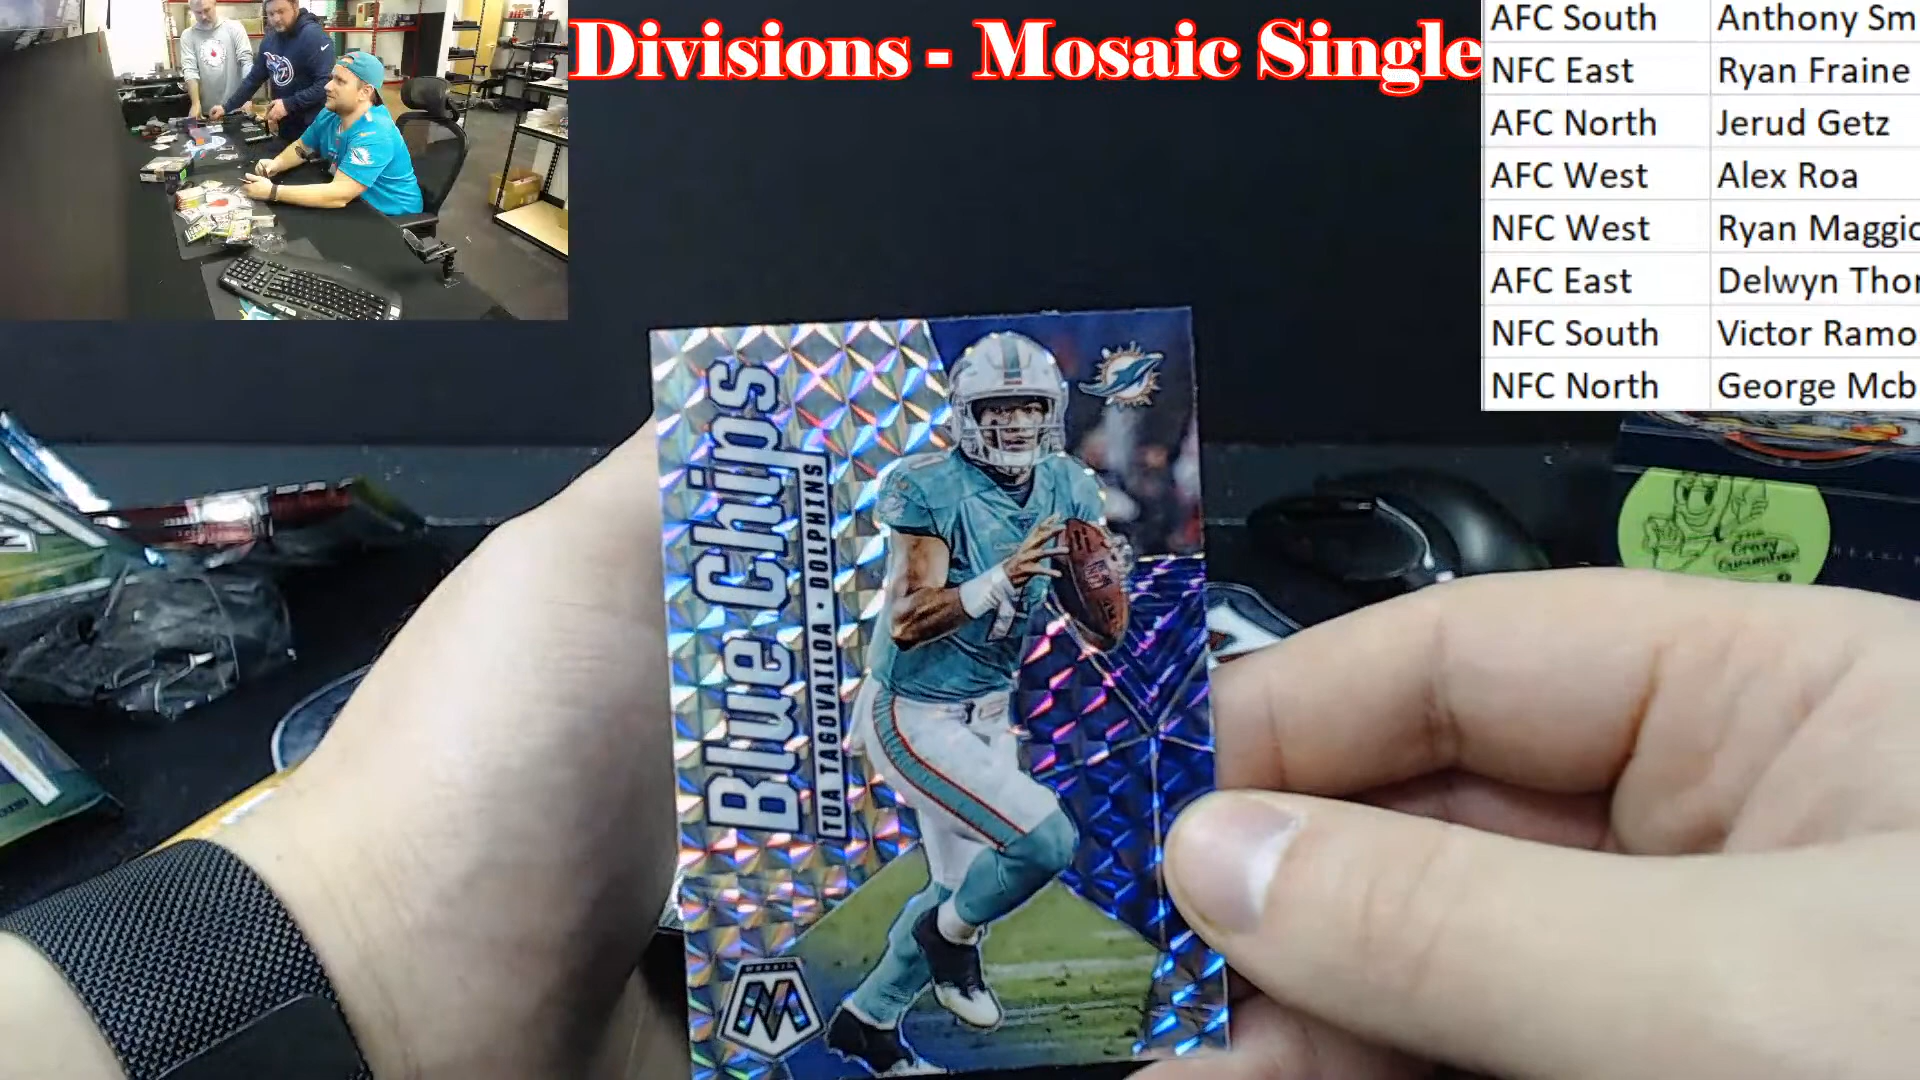 Divisions - Mosaic Single
AFC South Anthony Sm
NFC East Ryan Fraine
AFC North Jerud Getz
AFC West Alex Roa
NFC West Ryan Maggio
AFC East Delwyn Thor
NFC South Victor Ramo
NFC North George Mcb
Blue Chips
TUA TAGOVAILOA · DOLPHINS
MOSAIC